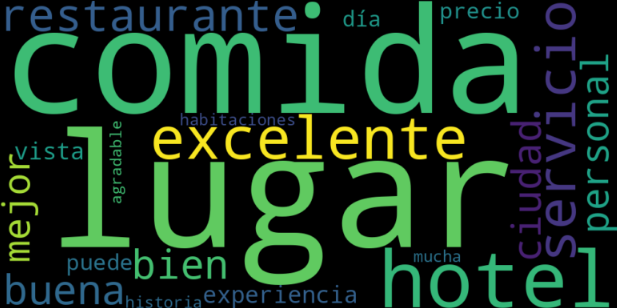 restaurante
día
precio
comida
servicio
personal
habitaciones
excelente
ciudad
vista
agradable
lugar
mejor
puede
bien
mucha
hotel
buena
historia
experiencia